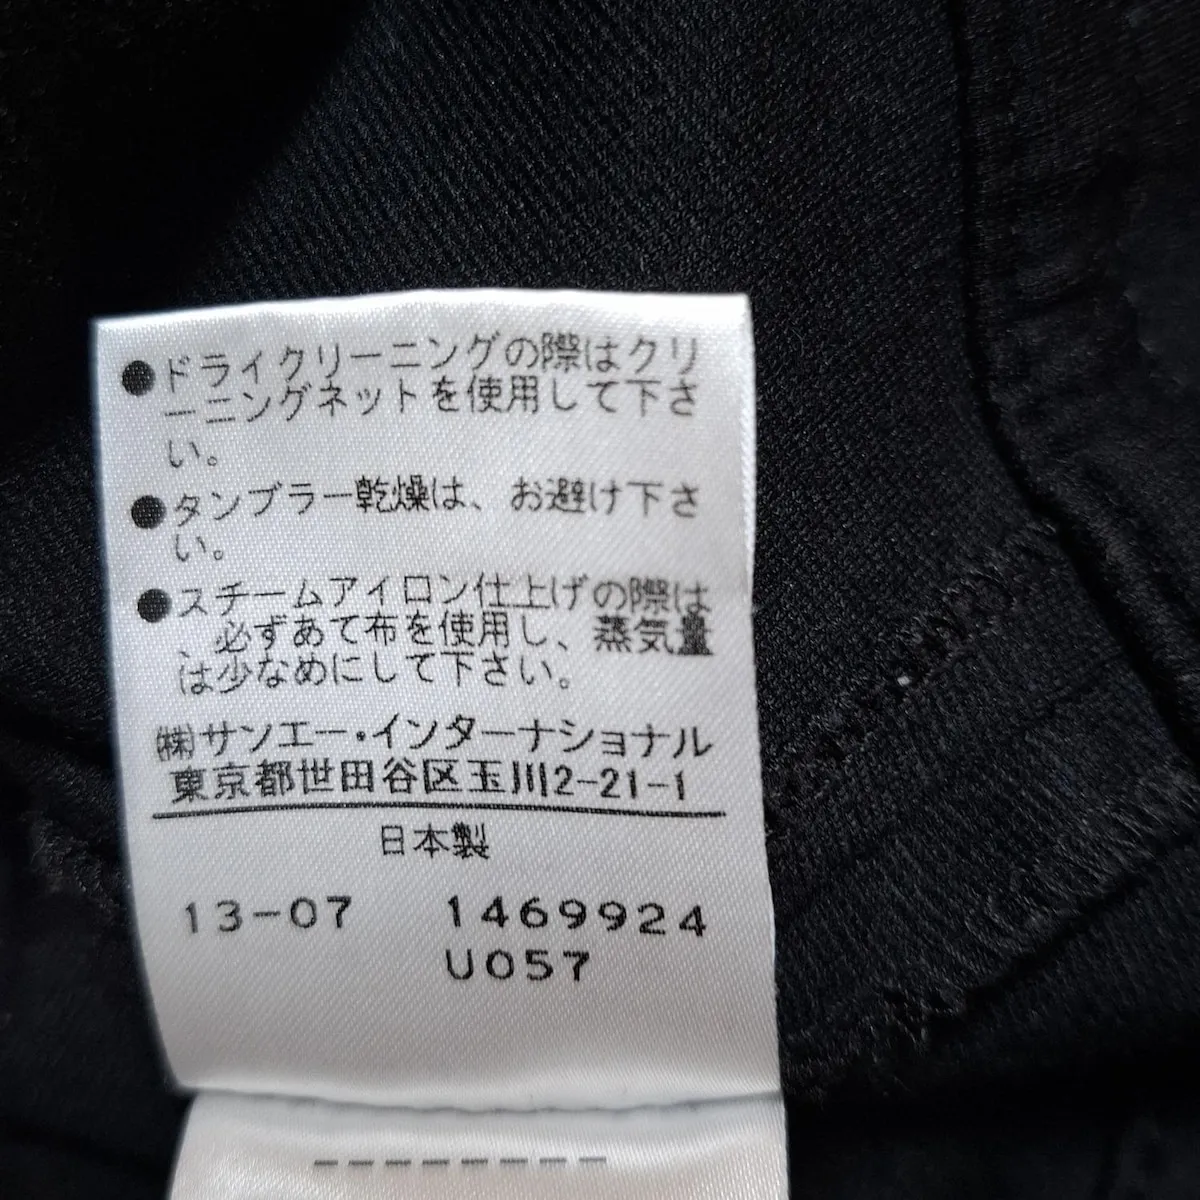 ●ドライクリーニングの際はクリ
ーニングネットを使用して下さ
い。
●タンブラー乾燥は、お避け下さ
い。
●スチームアイロン仕上げの際は
、必ずあて布を使用し、蒸気量
は少なめにして下さい。
㈱サンエー・インターナショナル
東京都世田谷区玉川2-21-1
日本製
13-07 1469924
U057
--------